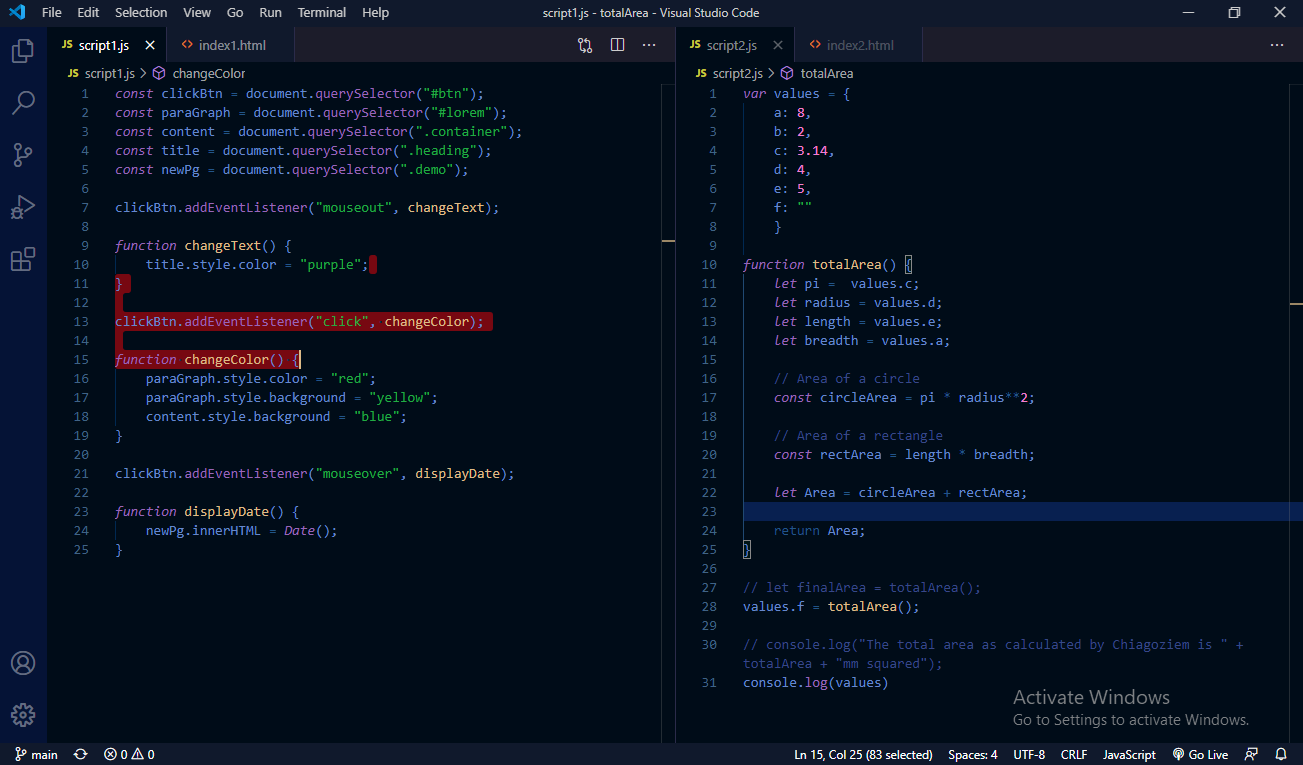 File Edit Selection View Go Run Terminal Help
script1.js - totalArea - Visual Studio Code
JS script1.js
index1.html
JS script1.js > changeColor
1 const clickBtn = document.querySelector("#btn");
2 const paraGraph = document.querySelector("#lorem");
3 const content = document.querySelector(".container");
4 const title = document.querySelector(".heading");
5 const newPg = document.querySelector(".demo");
6
7 clickBtn.addEventListener("mouseout", changeText);
8
9 function changeText() {
10 title.style.color = "purple";
11 }
12
13 clickBtn.addEventListener("click", changeColor);
14
15 function changeColor() {
16 paraGraph.style.color = "red";
17 paraGraph.style.background = "yellow";
18 content.style.background = "blue";
19 }
20
21 clickBtn.addEventListener("mouseover", displayDate);
22
23 function displayDate() {
24 newPg.innerHTML = Date();
25 }
JS script2.js
index2.html
JS script2.js > totalArea
1 var values = {
2 a: 8,
3 b: 2,
4 c: 3.14,
5 d: 4,
6 e: 5,
7 f: ""
8 }
9
10 function totalArea() {
11 let pi =  values.c;
12 let radius = values.d;
13 let length = values.e;
14 let breadth = values.a;
15
16 // Area of a circle
17 const circleArea = pi * radius**2;
18
19 // Area of a rectangle
20 const rectArea = length * breadth;
21
22 let Area = circleArea + rectArea;
23
24 return Area;
25 }
26
27 // let finalArea = totalArea();
28 values.f = totalArea();
29
30 // console.log("The total area as calculated by Chiagoziem is " +
totalArea + "mm squared");
31 console.log(values)
Activate Windows
Go to Settings to activate Windows.
main 0 0
Ln 15, Col 25 (83 selected) Spaces: 4 UTF-8 CRLF JavaScript Go Live